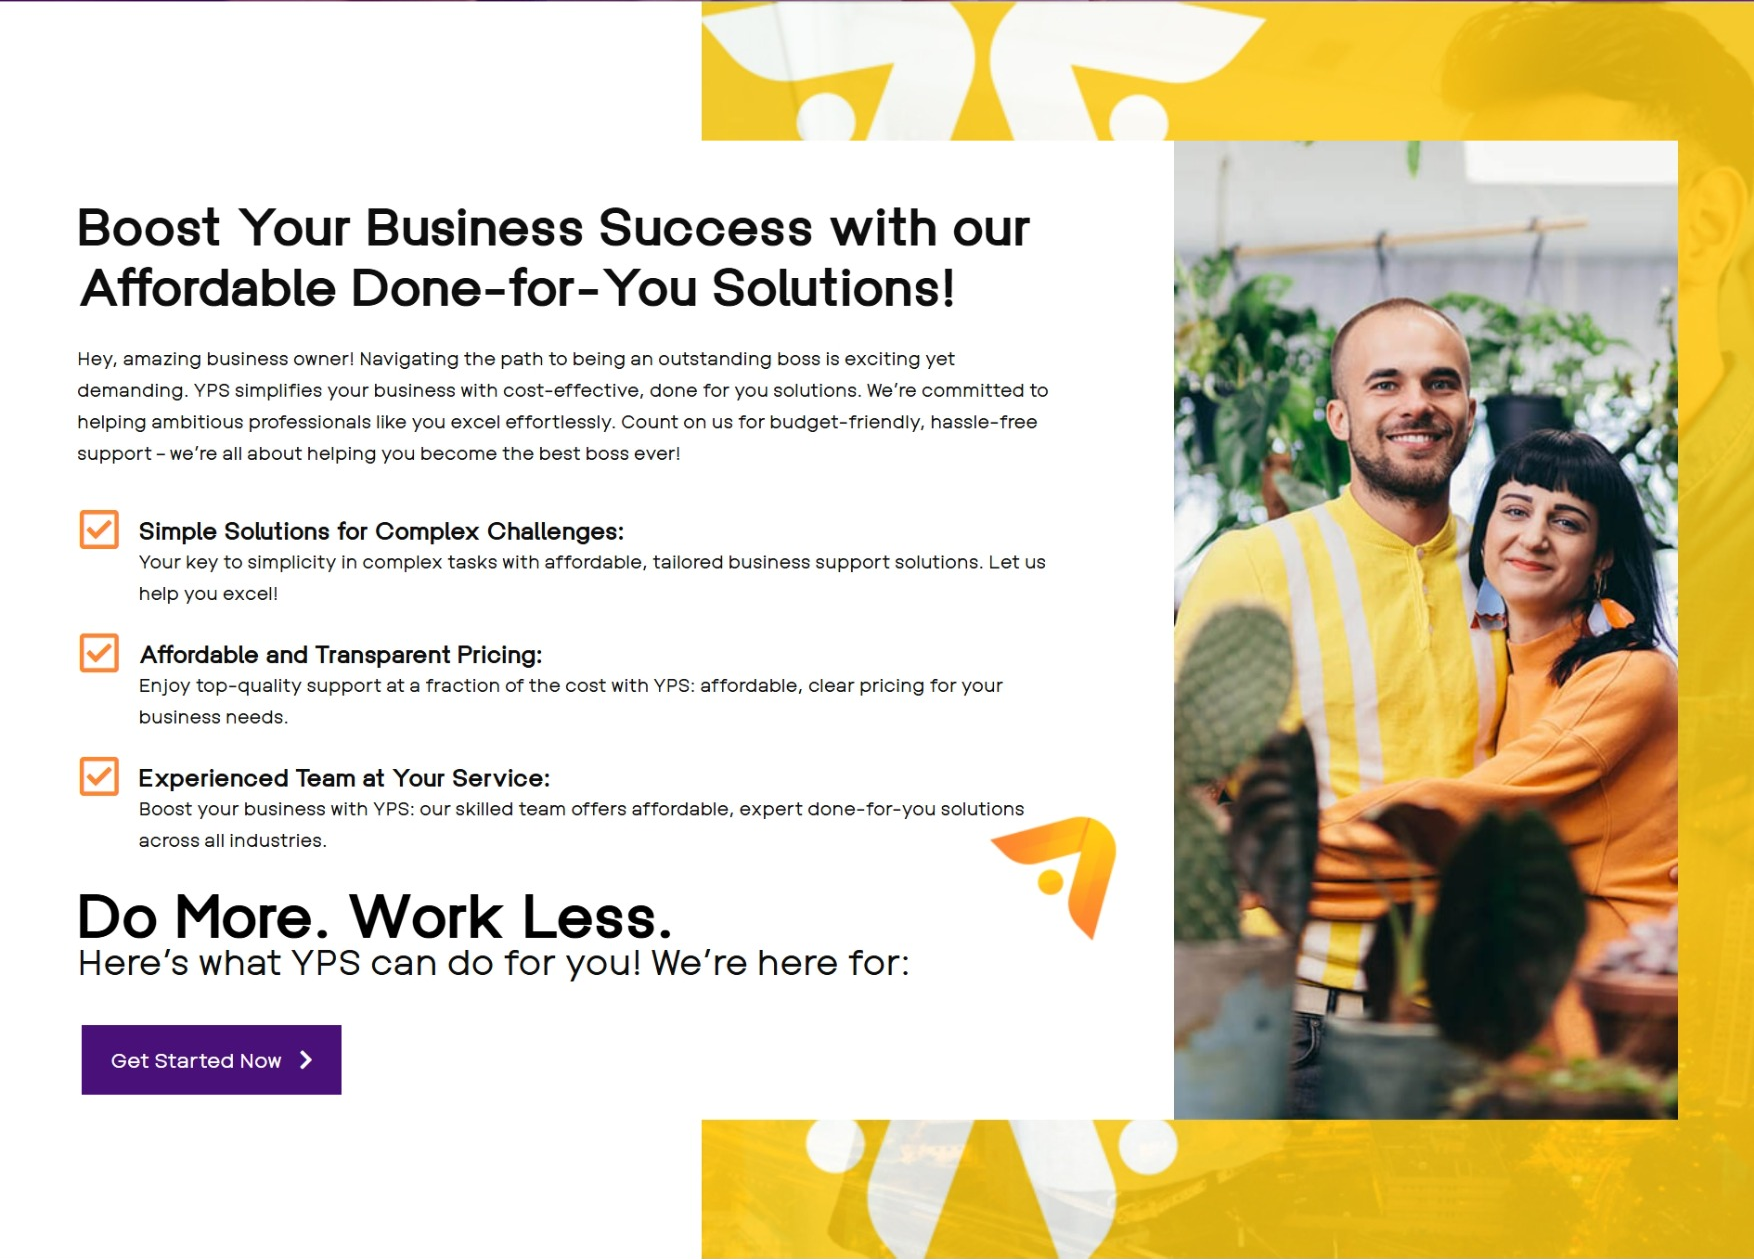 Boost Your Business Success with our
Affordable Done-for-You Solutions!
Hey, amazing business owner! Navigating the path to being an outstanding boss is exciting yet
demanding. YPS simplifies your business with cost-effective, done for you solutions. We’re committed to
helping ambitious professionals like you excel effortlessly. Count on us for budget-friendly, hassle-free
support – we’re all about helping you become the best boss ever!
Simple Solutions for Complex Challenges:
Your key to simplicity in complex tasks with affordable, tailored business support solutions. Let us
help you excel!
Affordable and Transparent Pricing:
Enjoy top-quality support at a fraction of the cost with YPS: affordable, clear pricing for your
business needs.
Experienced Team at Your Service:
Boost your business with YPS: our skilled team offers affordable, expert done-for-you solutions
across all industries.
Do More. Work Less.
Here’s what YPS can do for you! We’re here for:
Get Started Now